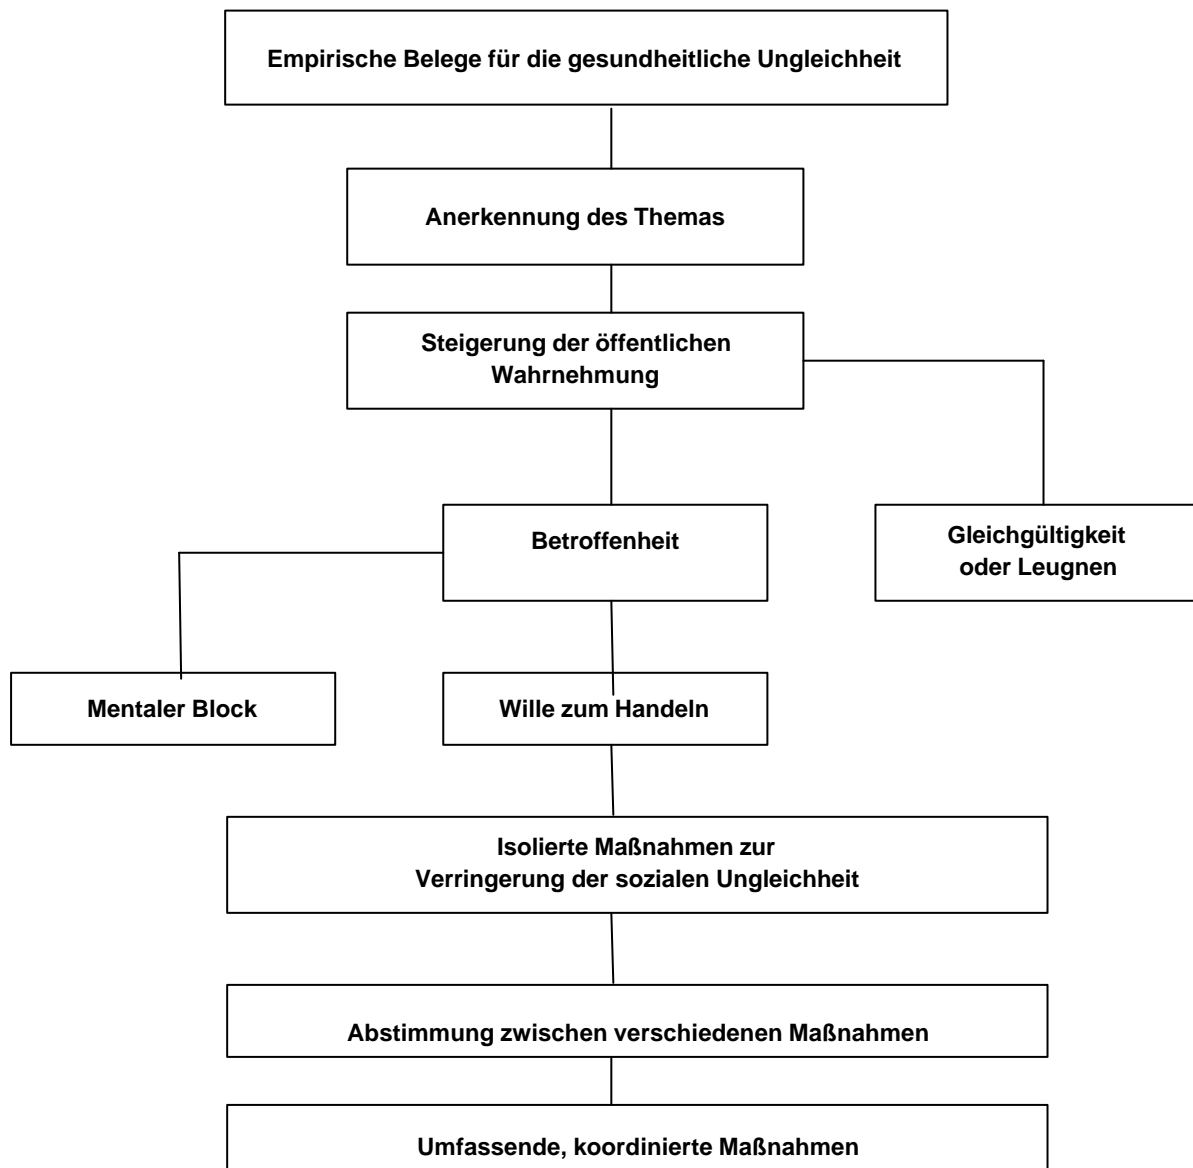 Empirische Belege für die gesundheitliche Ungleichheit
Anerkennung des Themas
Steigerung der öffentlichen
Wahrnehmung
Betroffenheit
Gleichgültigkeit
oder Leugnen
Mentaler Block
Wille zum Handeln
Isolierte Maßnahmen zur
Verringerung der sozialen Ungleichheit
Abstimmung zwischen verschiedenen Maßnahmen
Umfassende, koordinierte Maßnahmen